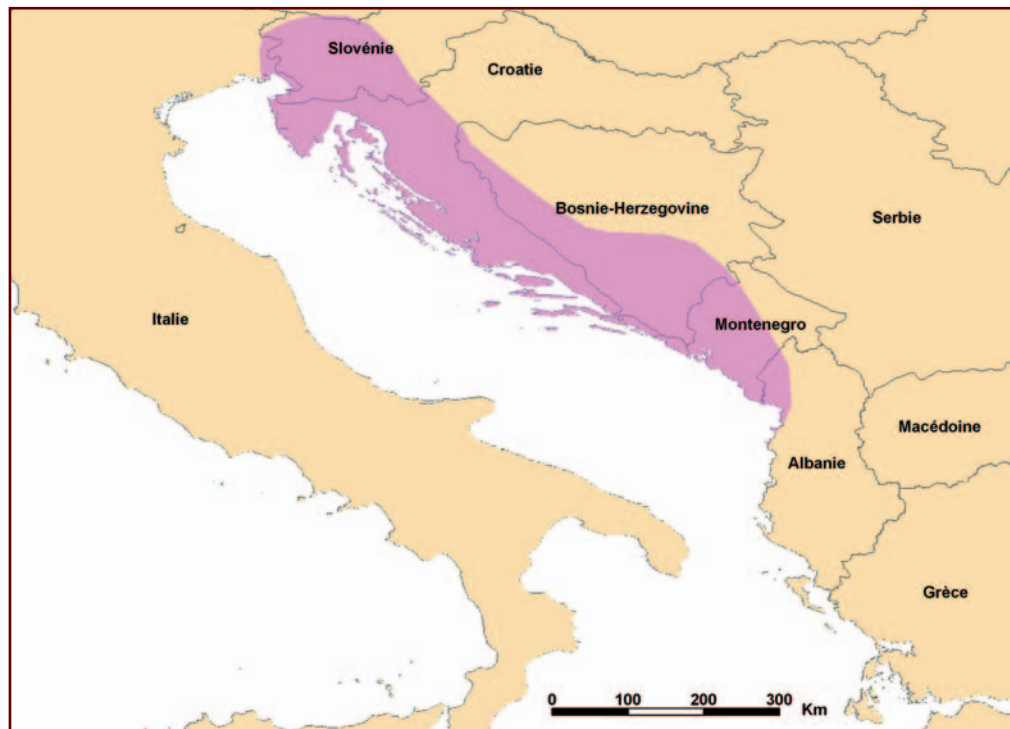 Slovénie
Croatie
Bosnie-Herzegovine
Serbie
Italie
Montenegro
Macédoine
Albanie
Grèce
0 100 200 300 Km